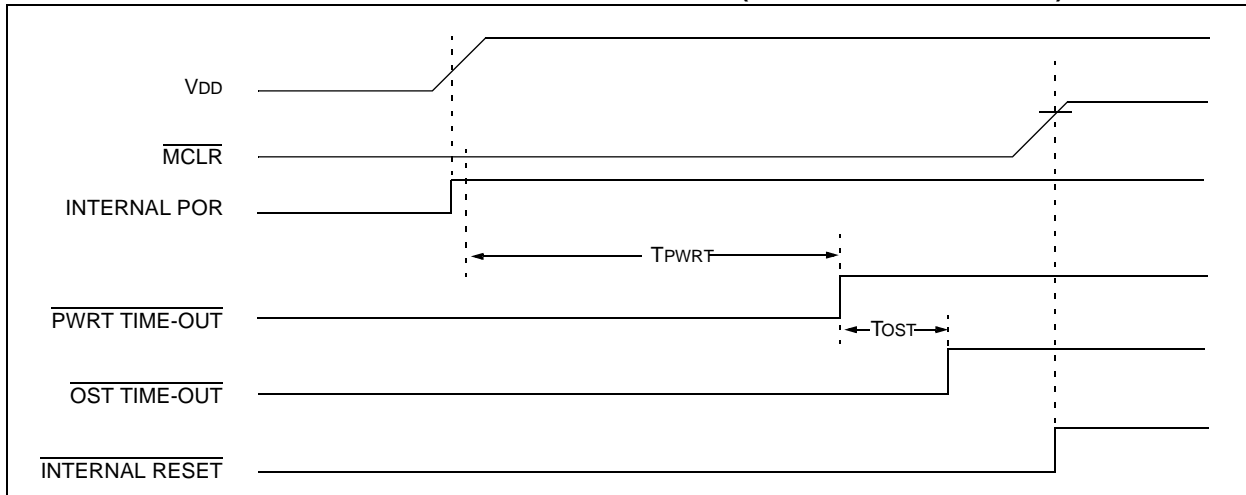 VDD
MCLR
INTERNAL POR
TPWRT
PWRT TIME-OUT
TOST
OST TIME-OUT
INTERNAL RESET